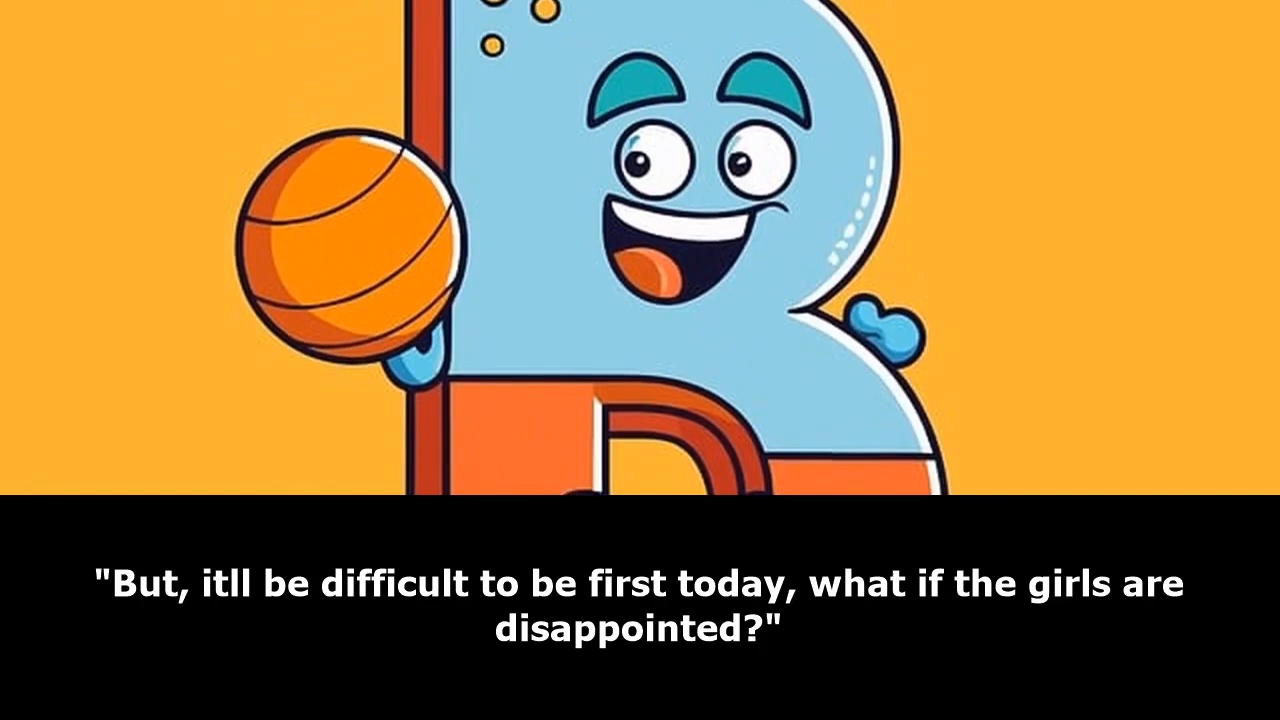 "But, itll be difficult to be first today, what if the girls are
disappointed?"